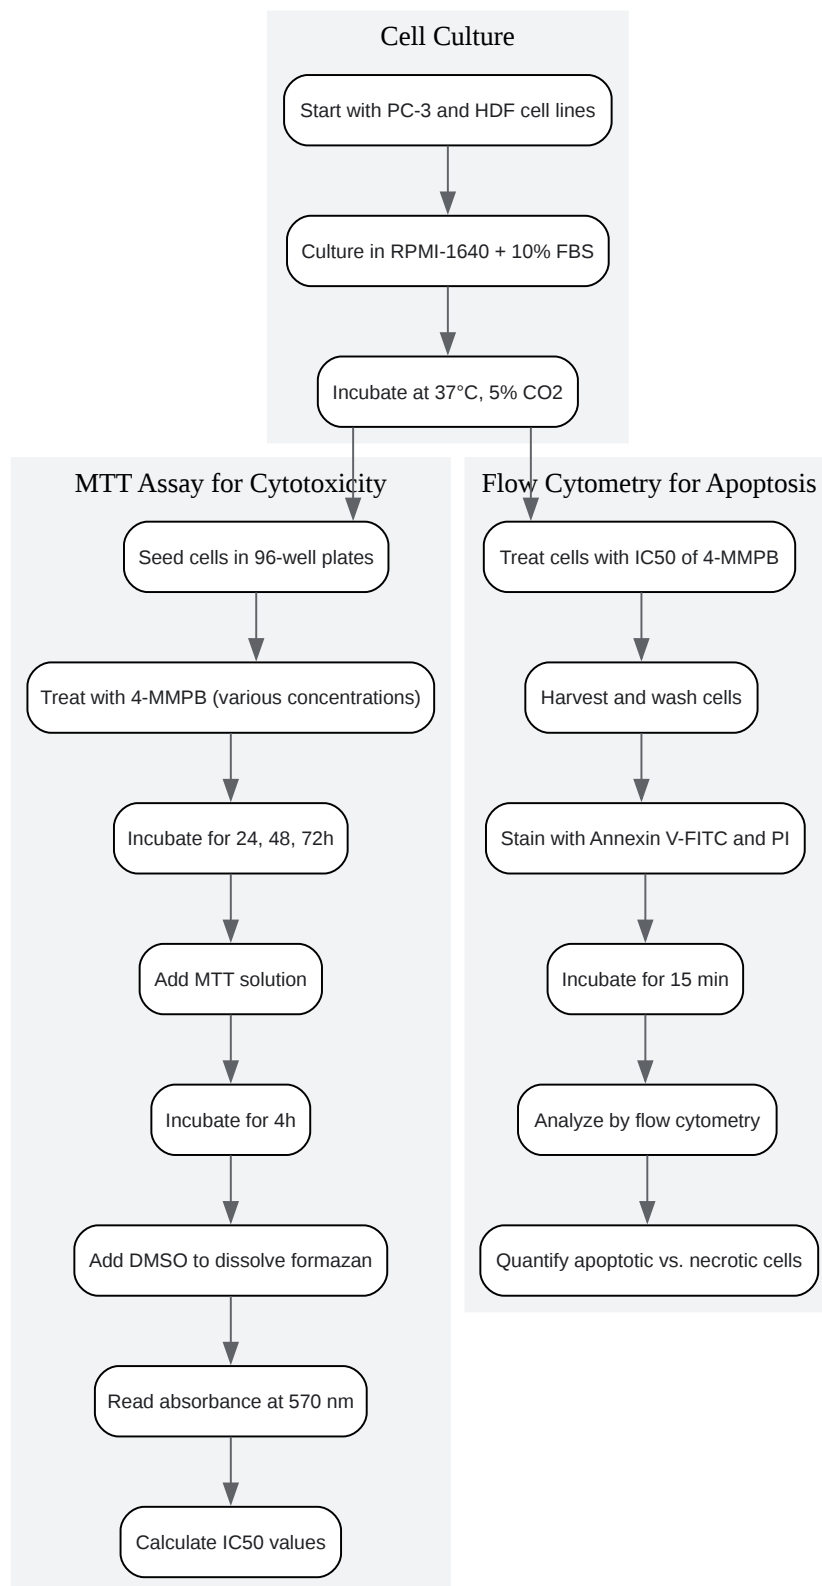 Cell Culture
Start with PC-3 and HDF cell lines
Culture in RPMI-1640 + 10% FBS
Incubate at 37°C, 5% CO2
MTT Assay for Cytotoxicity
Seed cells in 96-well plates
Treat with 4-MMPB (various concentrations)
Incubate for 24, 48, 72h
Add MTT solution
Incubate for 4h
Add DMSO to dissolve formazan
Read absorbance at 570 nm
Calculate IC50 values
Flow Cytometry for Apoptosis
Treat cells with IC50 of 4-MMPB
Harvest and wash cells
Stain with Annexin V-FITC and PI
Incubate for 15 min
Analyze by flow cytometry
Quantify apoptotic vs. necrotic cells